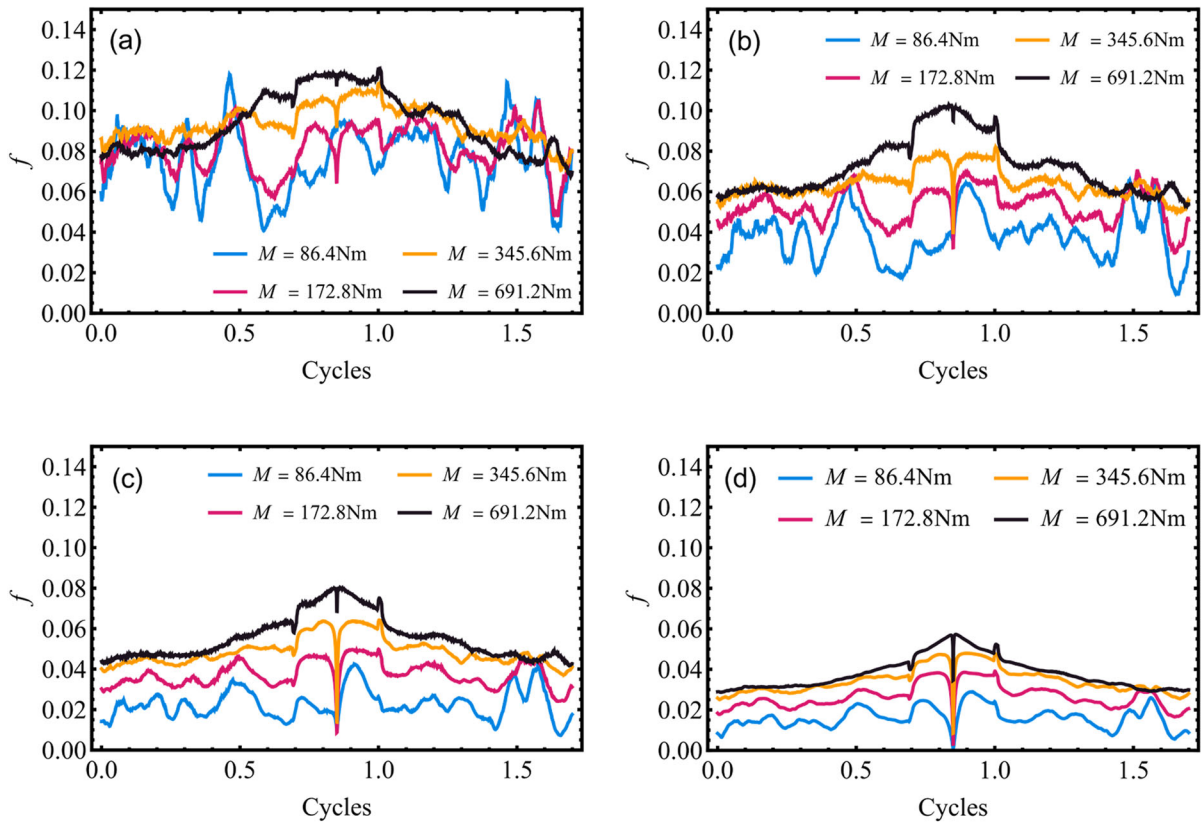 (a)
0.14
0.12
0.10
0.08
0.06
0.04
0.02
0.00
f
M = 86.4Nm
M = 345.6Nm
M = 172.8Nm
M = 691.2Nm
0.0 0.5 1.0 1.5
Cycles
(b)
0.14
0.12
0.10
0.08
0.06
0.04
0.02
0.00
f
M = 86.4Nm
M = 345.6Nm
M = 172.8Nm
M = 691.2Nm
0.0 0.5 1.0 1.5
Cycles
(c)
0.14
0.12
0.10
0.08
0.06
0.04
0.02
0.00
f
M = 86.4Nm
M = 345.6Nm
M = 172.8Nm
M = 691.2Nm
0.0 0.5 1.0 1.5
Cycles
(d)
0.14
0.12
0.10
0.08
0.06
0.04
0.02
0.00
f
M = 86.4Nm
M = 345.6Nm
M = 172.8Nm
M = 691.2Nm
0.0 0.5 1.0 1.5
Cycles